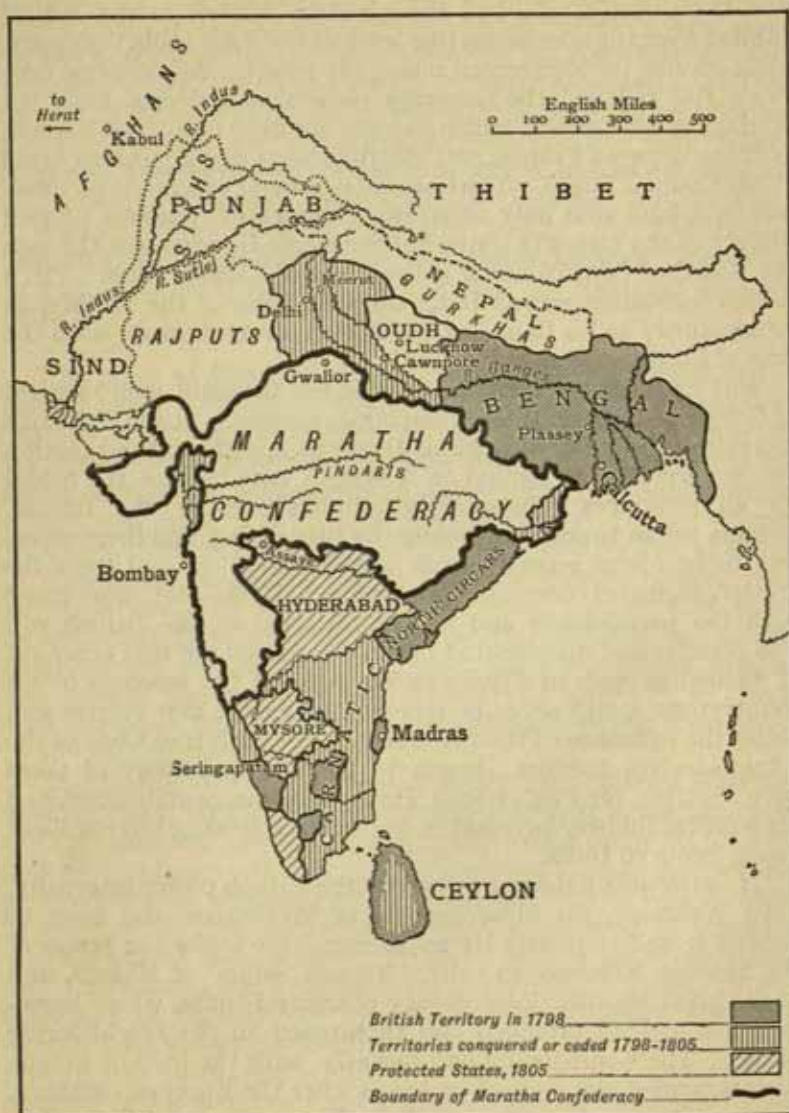 to
Herat
AFGHANS
Kabul
R. Indus
English Miles
0 100 200 300 400 500
THIBET
PUNJAB
SIKHS
R. Sutlej
R. Indus
NEPAL
GURKHAS
Meerut
Delhi
RAJPUTS
OUDH
Lucknow
Cawnpore
SIND
Gwalior
Ganges
BENGAL
Plassey
MARATHA
PINDARIS
CONFEDERACY
Calcutta
Assaye
Bombay
HYDERABAD
NORTH CIRCARS
CARNATIC
MYSORE
Madras
Seringapatam
CEYLON
British Territory in 1798
Territories conquered or ceded 1798-1805
Protected States, 1805
Boundary of Maratha Confederacy